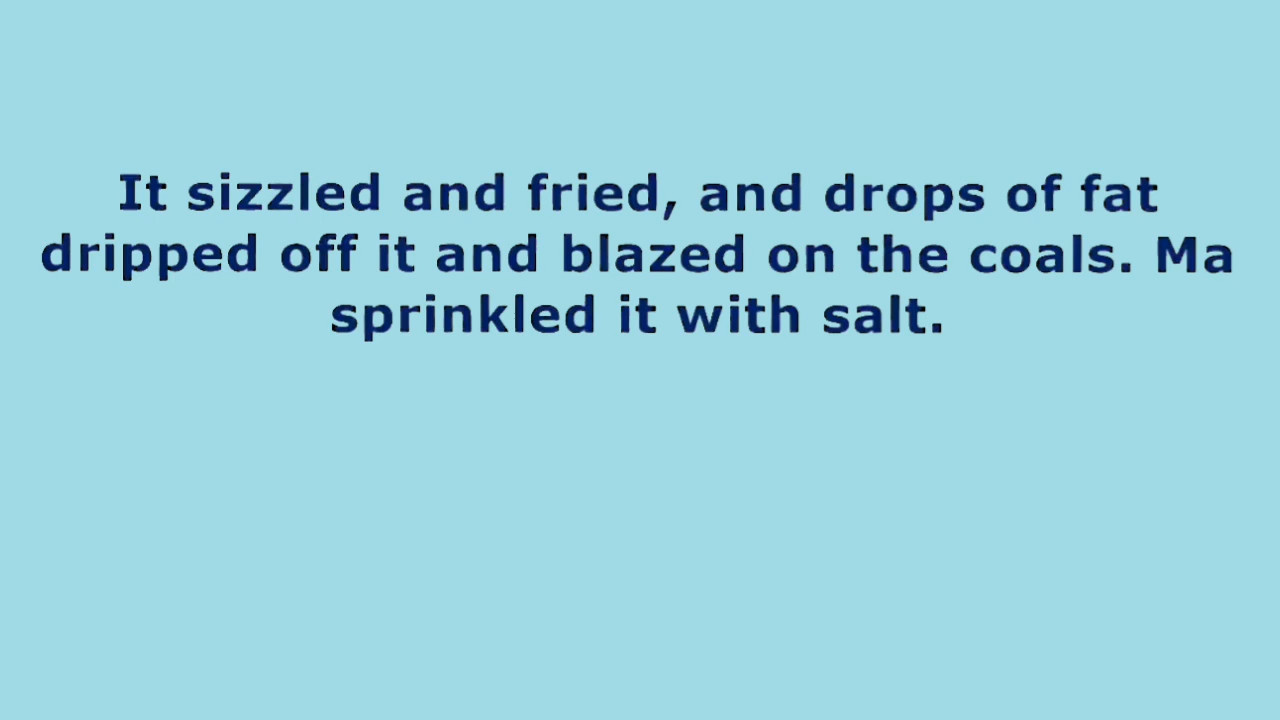 It sizzled and fried, and drops of fat
dripped off it and blazed on the coals. Ma
sprinkled it with salt.